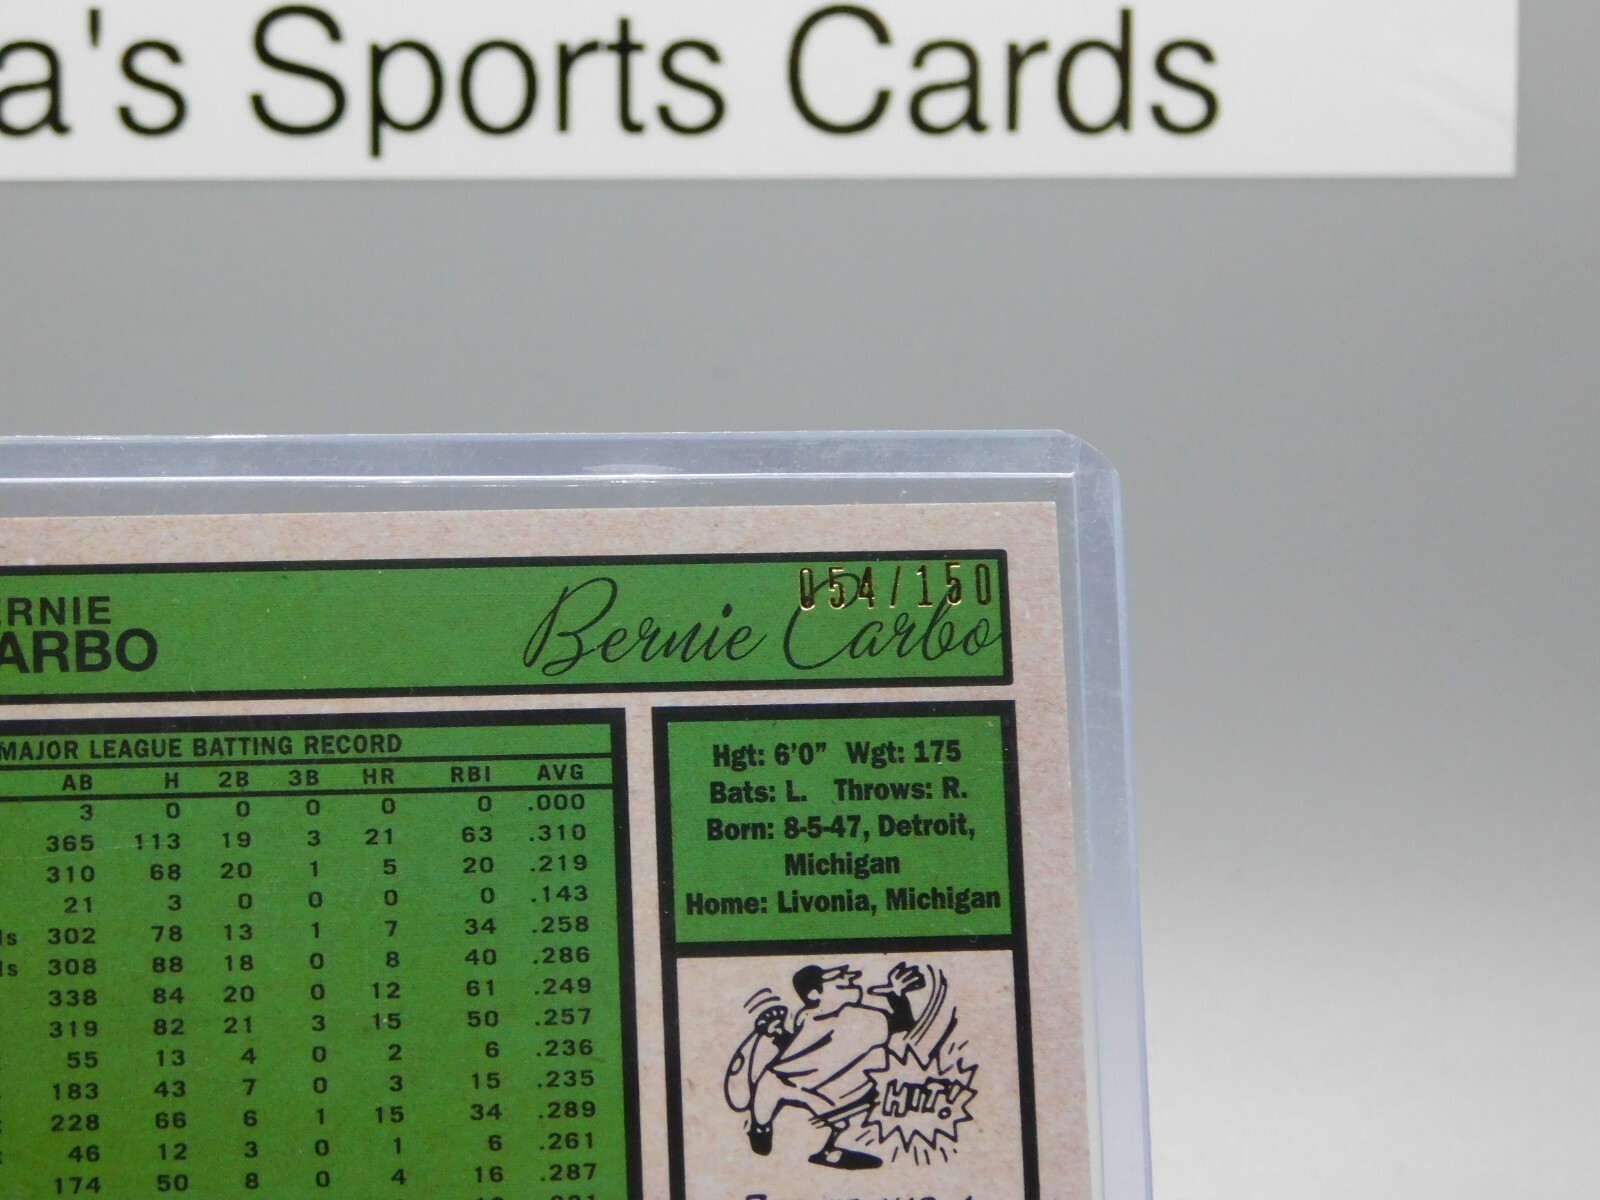 a's Sports Cards
054/150
ERNIE
ARBO
Bernie Carbo
MAJOR LEAGUE BATTING RECORD
AB H 2B 3B HR RBI AVG
3 0 0 0 0 0 .000
365 113 19 3 21 63 .310
310 68 20 1 5 20 .219
21 3 0 0 0 0 .143
ls 302 78 13 1 7 34 .258
ls 308 88 18 0 8 40 .286
338 84 20 0 12 61 .249
319 82 21 3 15 50 .257
55 13 4 0 2 6 .236
183 43 7 0 3 15 .235
228 66 6 1 15 34 .289
46 12 3 0 1 6 .261
174 50 8 0 4 16 .287
Hgt: 6'0" Wgt: 175
Bats: L. Throws: R.
Born: 8-5-47, Detroit,
Michigan
Home: Livonia, Michigan
HIT!